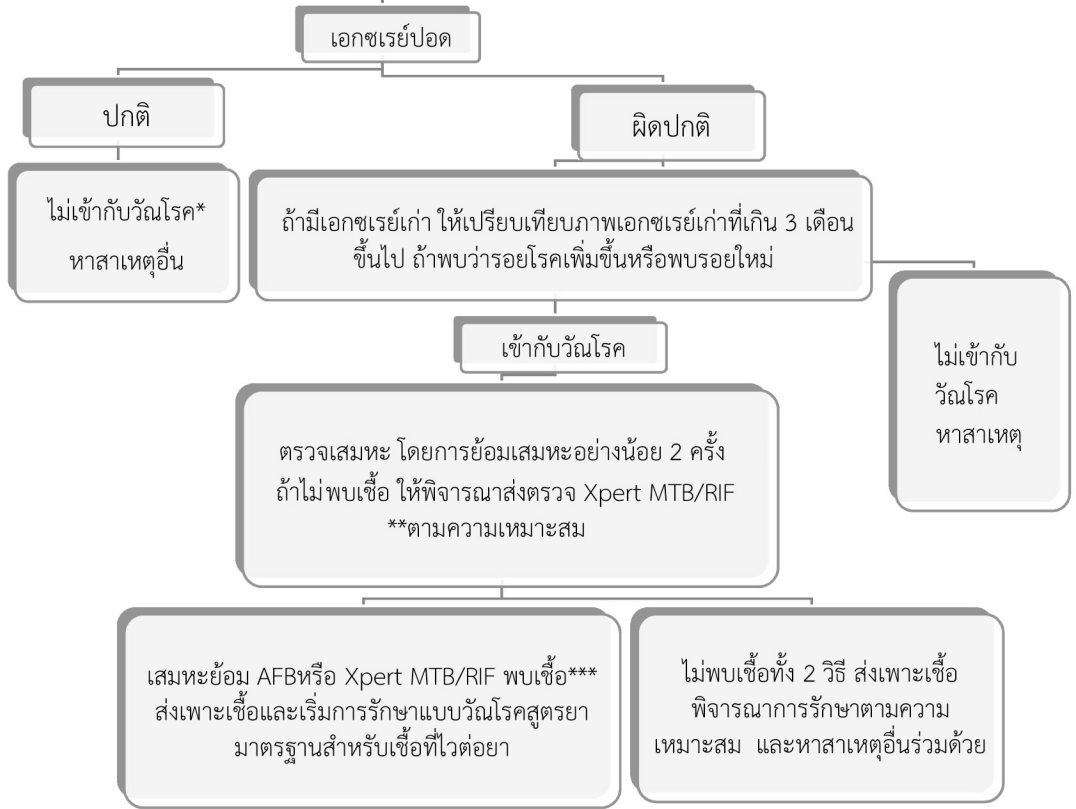 เอกซเรย์ปอด
ปกติ
ผิดปกติ
ไม่เข้ากับวัณโรค*
หาสาเหตุอื่น
ถ้ามีเอกซเรย์เก่า ให้เปรียบเทียบภาพเอกซเรย์เก่าที่เกิน 3 เดือน
ขึ้นไป ถ้าพบว่ารอยโรคเพิ่มขึ้นหรือพบรอยใหม่
เข้ากับวัณโรค
ไม่เข้ากับ
วัณโรค
หาสาเหตุ
ตรวจเสมหะ โดยการย้อมเสมหะอย่างน้อย 2 ครั้ง
ถ้าไม่พบเชื้อ ให้พิจารณาส่งตรวจ Xpert MTB/RIF
**ตามความเหมาะสม
เสมหะย้อม AFBหรือ Xpert MTB/RIF พบเชื้อ***
ส่งเพาะเชื้อและเริ่มการรักษาแบบวัณโรคสูตรยา
มาตรฐานสำหรับเชื้อที่ไวต่อยา
ไม่พบเชื้อทั้ง 2 วิธี ส่งเพาะเชื้อ
พิจารณาการรักษาตามความ
เหมาะสม และหาสาเหตุอื่นร่วมด้วย